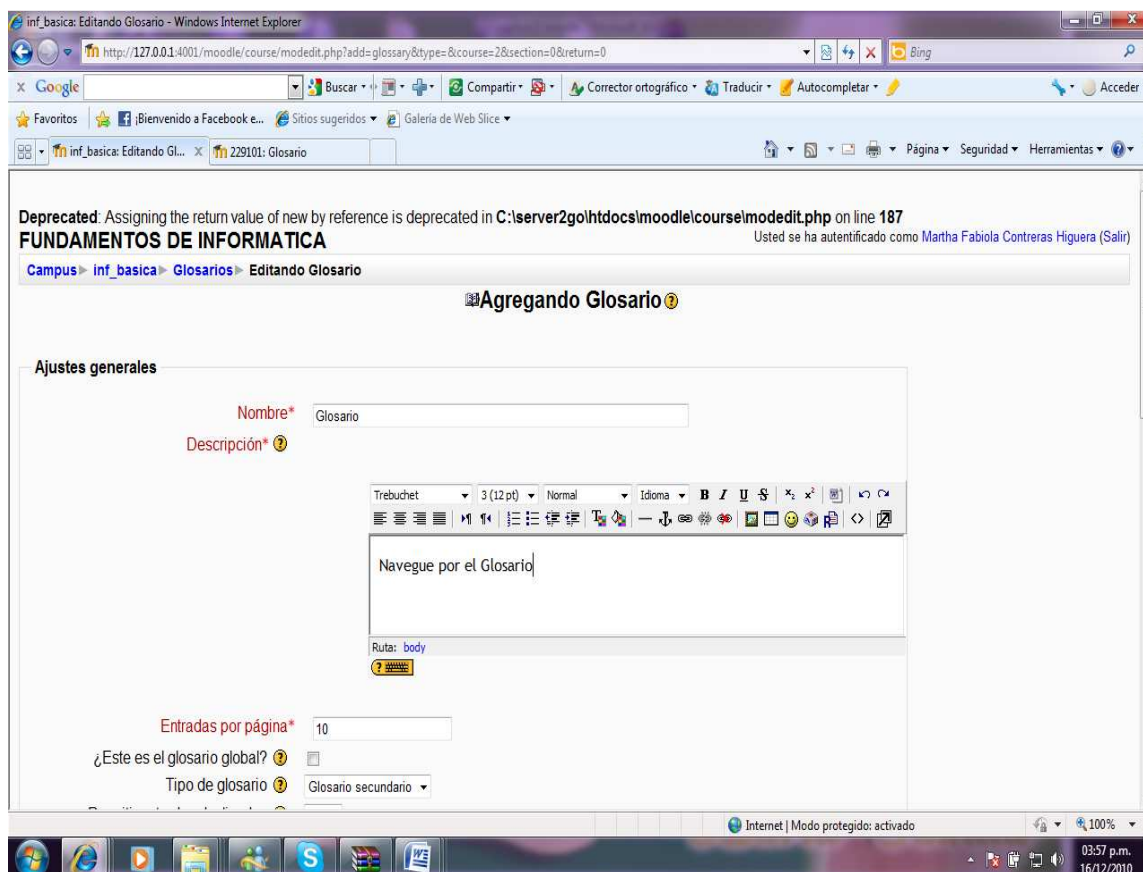 inf_basica: Editando Glosario - Windows Internet Explorer
http://127.0.0.1:4001/moodle/course/modedit.php?add=glossary&type=&course=2&section=0&return=0
Bing
x Google Buscar Compartir Corrector ortográfico Traducir Autocompletar Acceder
Favoritos ¡Bienvenido a Facebook e... Sitios sugeridos Galería de Web Slice
inf_basica: Editando Gl... X 229101: Glosario Página Seguridad Herramientas
Deprecated: Assigning the return value of new by reference is deprecated in C:\server2go\htdocs\moodle\course\modedit.php on line 187
FUNDAMENTOS DE INFORMATICA
Usted se ha autentificado como Martha Fabiola Contreras Higuera (Salir)
Campus inf_basica Glosarios Editando Glosario
Agregando Glosario
Ajustes generales
Nombre* Glosario
Descripción*
Trebuchet 3 (12 pt) Normal Idioma B I U S x₂ x²
Navegue por el Glosario
Ruta: body
Entradas por página* 10
¿Este es el glosario global?
Tipo de glosario Glosario secundario
Internet | Modo protegido: activado 100%
03:57 p.m.
16/12/2010